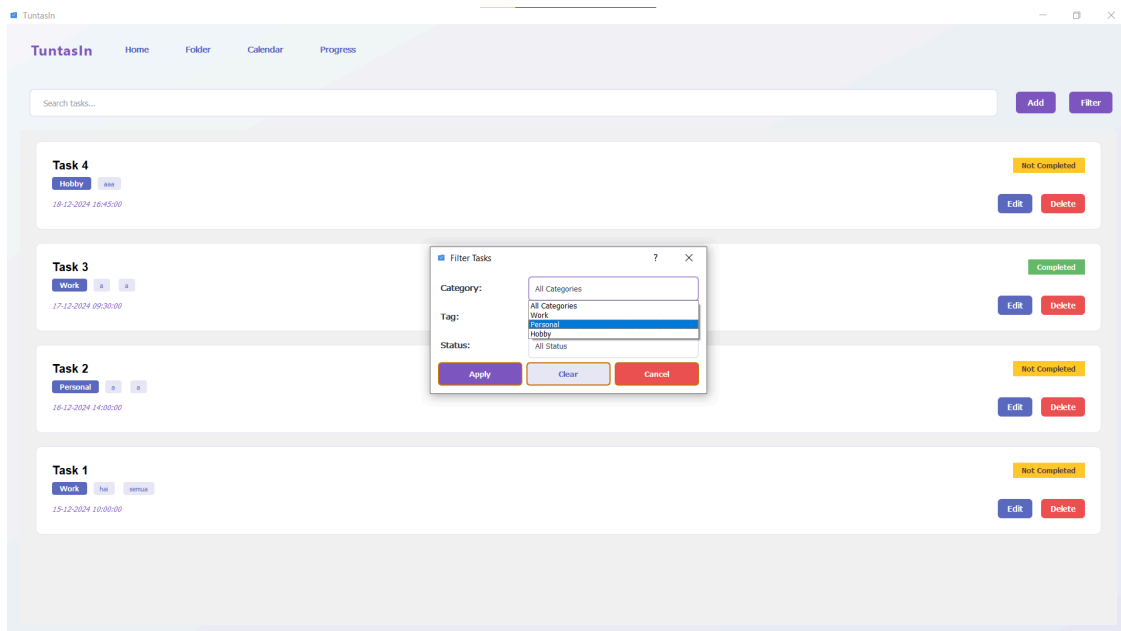 TuntasIn
TuntasIn Home Folder Calendar Progress
Search tasks... Add Filter
Task 4 Not Completed
Hobby aaa
18-12-2024 16:45:00 Edit Delete
Task 3 Completed
Work a a
17-12-2024 09:30:00 Edit Delete
Task 2 Not Completed
Personal a a
16-12-2024 14:00:00 Edit Delete
Task 1 Not Completed
Work hai semua
15-12-2024 10:00:00 Edit Delete
Filter Tasks ?
Category: All Categories
All Categories
Tag: Work
Personal
Hobby
Status: All Status
Apply Clear Cancel